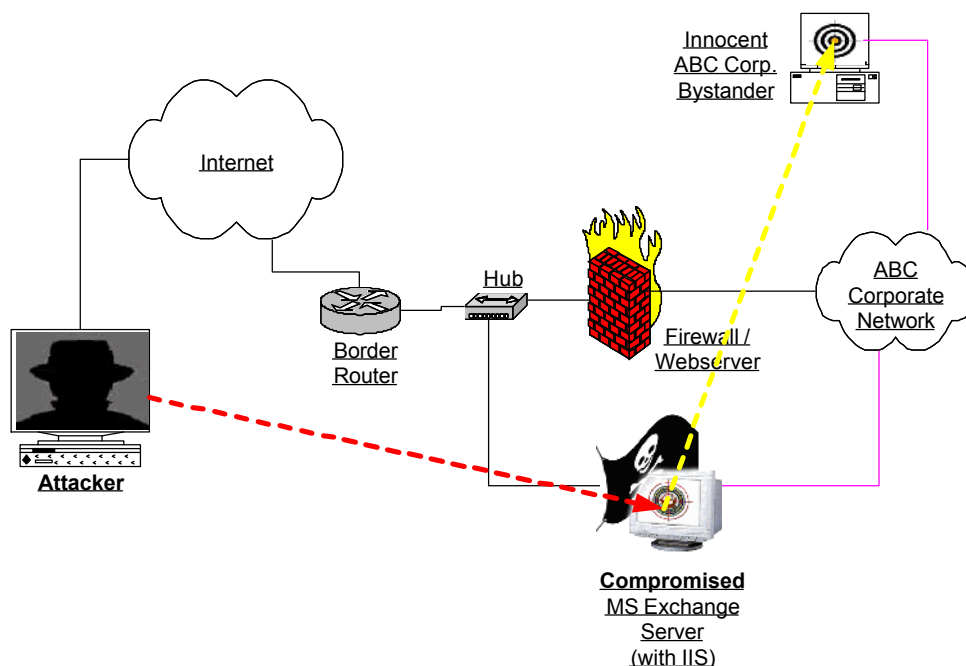 Innocent
ABC Corp.
Bystander
Internet
Hub
ABC
Corporate
Network
Border
Router
Firewall /
Webserver
Attacker
Compromised
MS Exchange
Server
(with IIS)